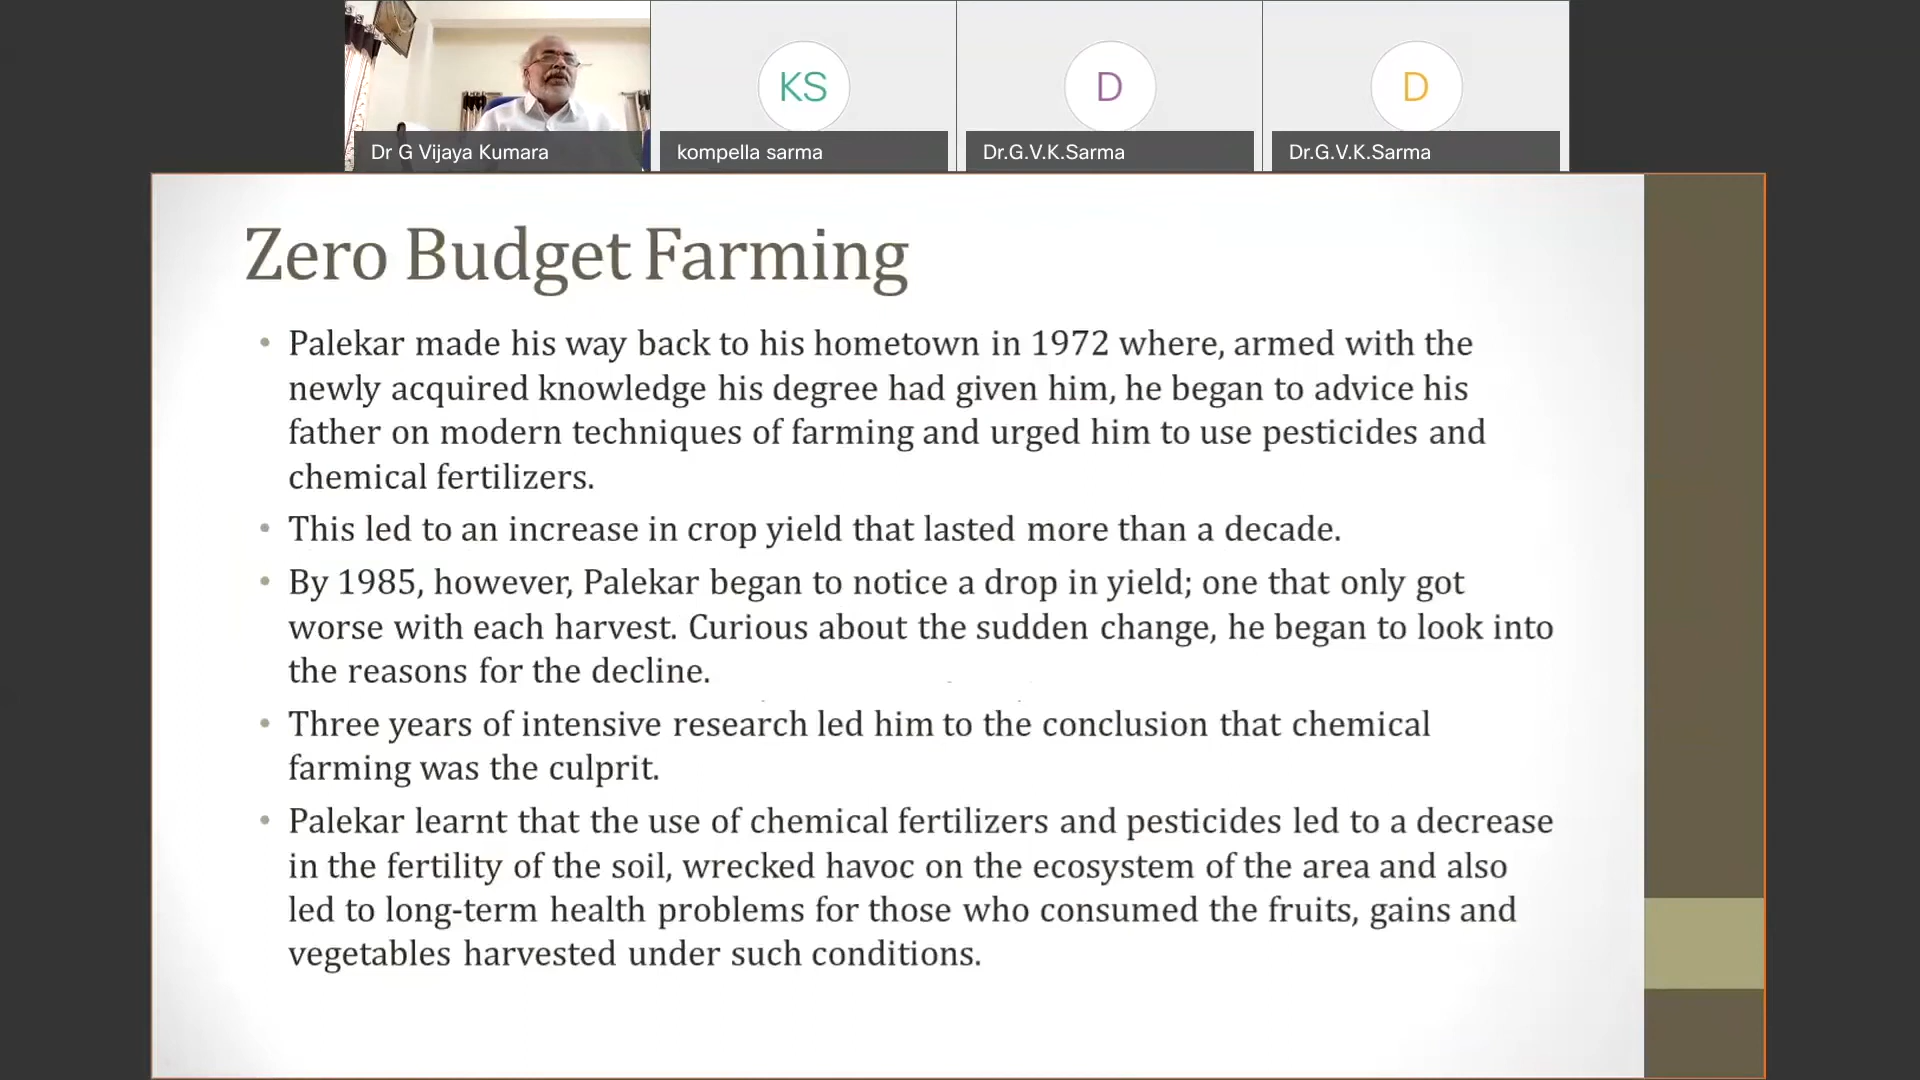 KS
D
D
Dr G Vijaya Kumara
kompella sarma
Dr.G.V.K.Sarma
Dr.G.V.K.Sarma
Zero Budget Farming
• Palekar made his way back to his hometown in 1972 where, armed with the
newly acquired knowledge his degree had given him, he began to advice his
father on modern techniques of farming and urged him to use pesticides and
chemical fertilizers.
• This led to an increase in crop yield that lasted more than a decade.
• By 1985, however, Palekar began to notice a drop in yield; one that only got
worse with each harvest. Curious about the sudden change, he began to look into
the reasons for the decline.
• Three years of intensive research led him to the conclusion that chemical
farming was the culprit.
• Palekar learnt that the use of chemical fertilizers and pesticides led to a decrease
in the fertility of the soil, wrecked havoc on the ecosystem of the area and also
led to long-term health problems for those who consumed the fruits, gains and
vegetables harvested under such conditions.